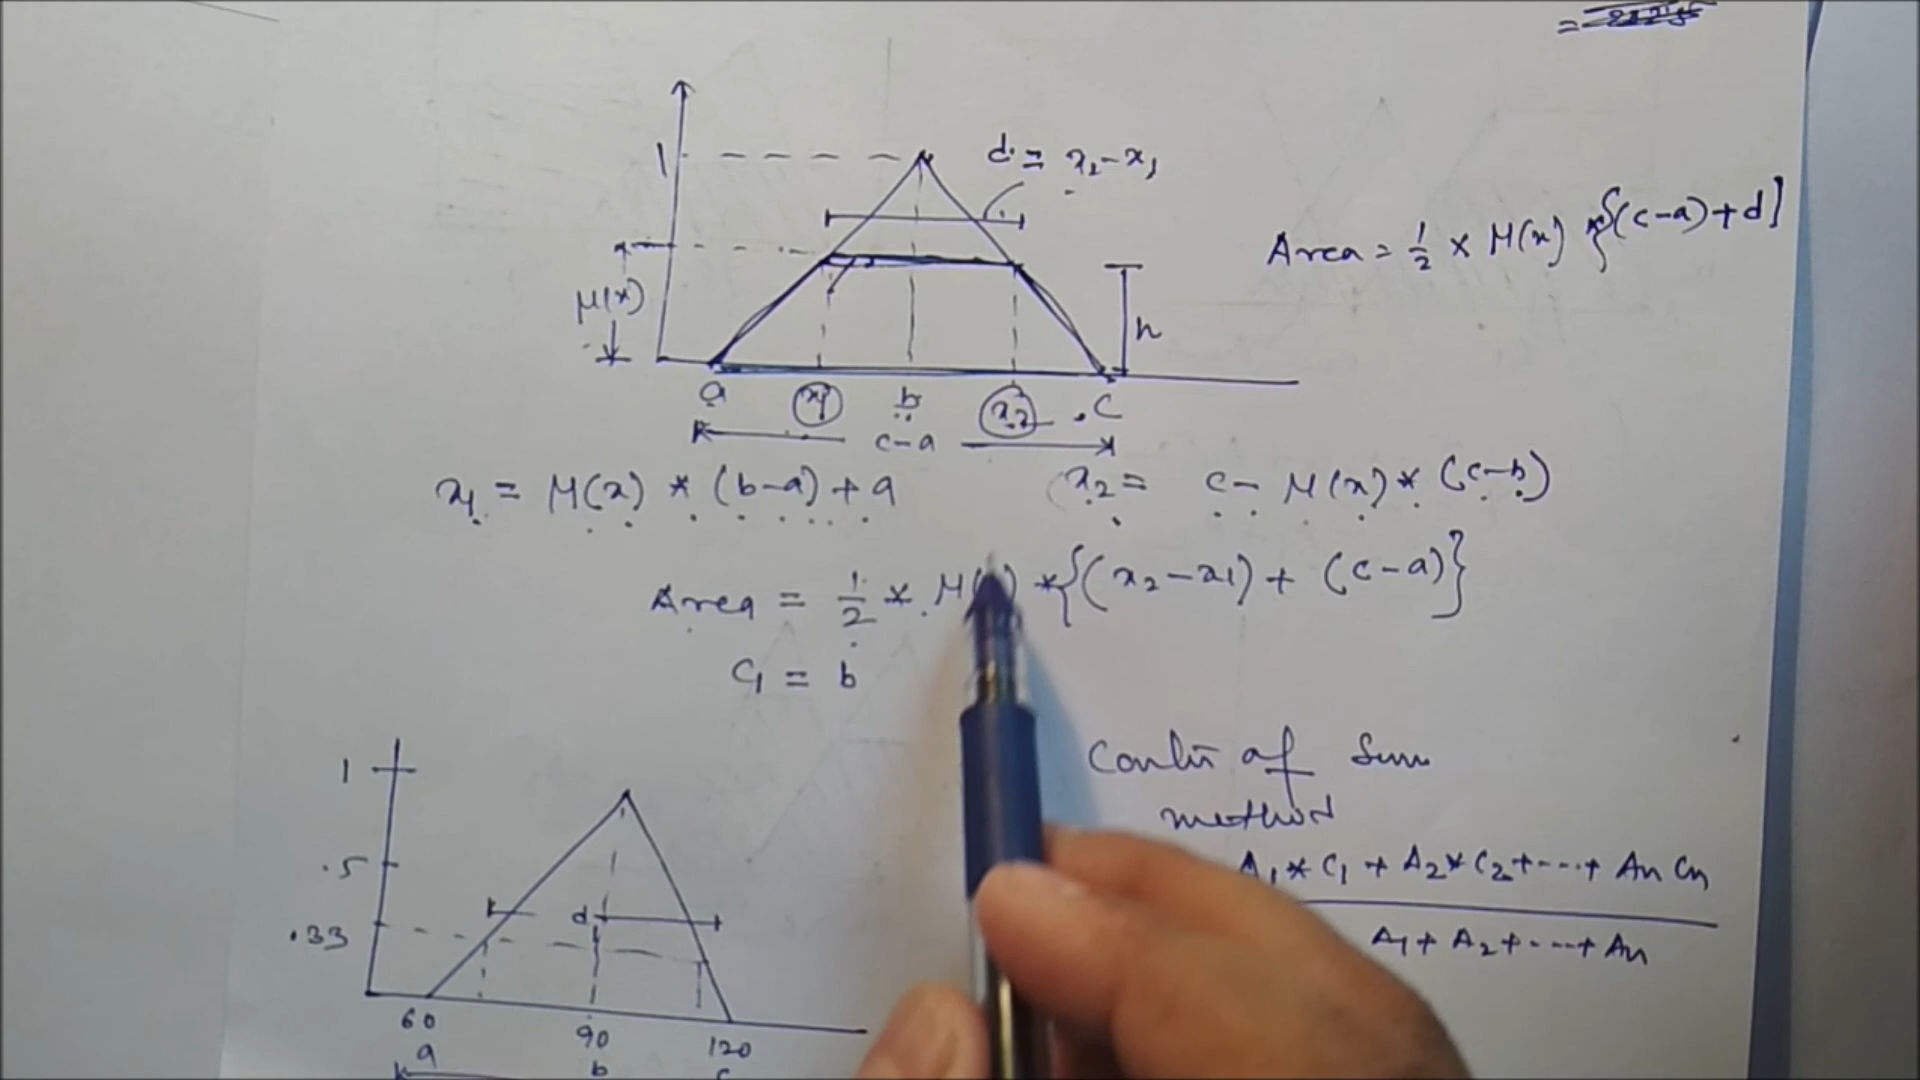 1
d = x₂-x₁
Area = 1/2 × μ(x) *{(c-a)+d]
μ(x)
h
a x₁ b x₂ c
c-a
x₁ = μ(x) * (b-a)+a
x₂ = c - μ(x) * (c-b)
Area = 1/2 * μ( ) *{(x₂-x₁) + (c-a)}
C₁ = b
1
.5
.33
d
60 90 120
a b c
of Sum
method
A₁*C₁ + A₂*C₂+---+ An Cn
A₁+ A₂+---+An